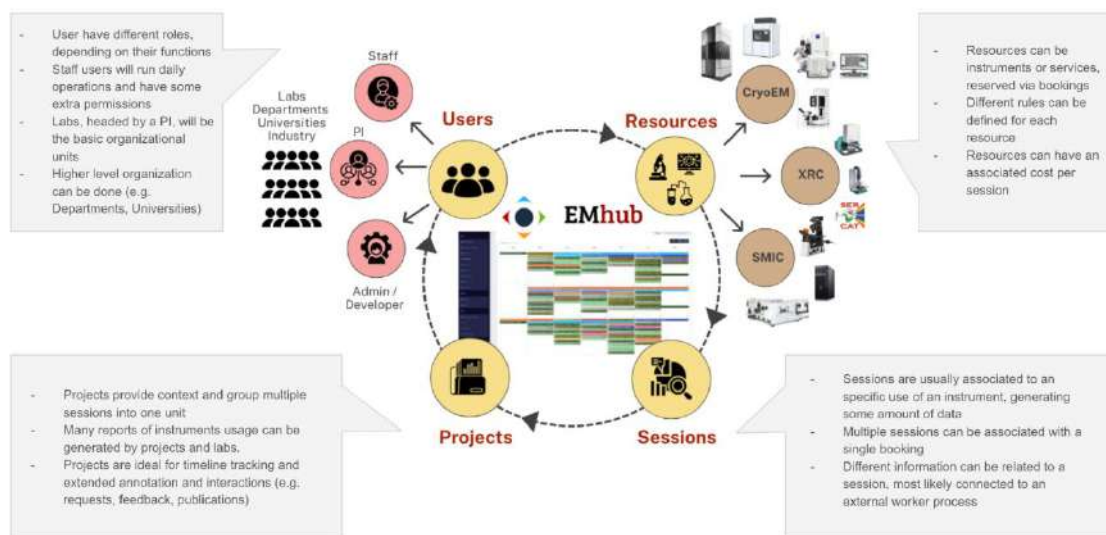 - User have different roles,
depending on their functions
- Staff users will run daily
operations and have some
extra permissions
- Labs, headed by a PI, will be
the basic organizational
units
- Higher level organization
can be done (e.g.
Departments, Universities)
Staff
Labs
Departments
Universities
Industry
PI
Admin /
Developer
Users
Resources
EMhub
CryoEM
XRC
SER
CAT
SMIC
- Resources can be
instruments or services,
reserved via bookings
- Different rules can be
defined for each
resource
- Resources can have an
associated cost per
session
Projects
Sessions
- Projects provide context and group multiple
sessions into one unit
- Many reports of instruments usage can be
generated by projects and labs.
- Projects are ideal for timeline tracking and
extended annotation and interactions (e.g.
requests, feedback, publications)
- Sessions are usually associated to an
specific use of an instrument, generating
some amount of data
- Multiple sessions can be associated with a
single booking
- Different information can be related to a
session, most likely connected to an
external worker process